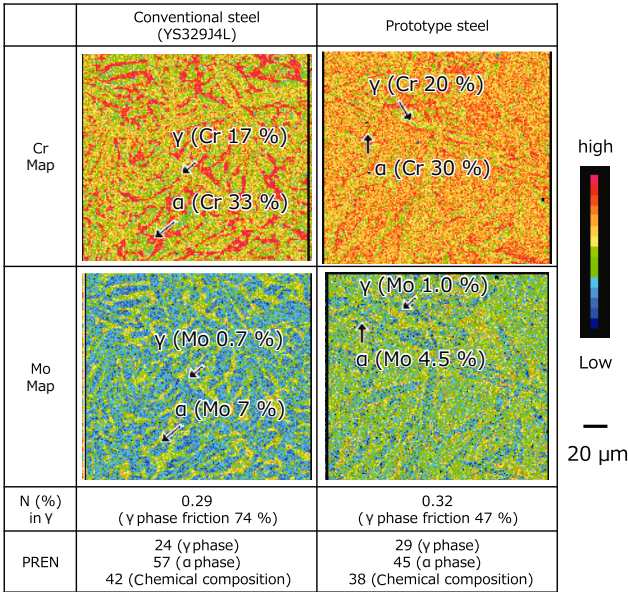 Conventional steel
(YS329J4L)
Prototype steel
Cr
Map
γ (Cr 17 %)
α (Cr 33 %)
γ (Cr 20 %)
α (Cr 30 %)
high
Low
20 μm
Mo
Map
γ (Mo 0.7 %)
α (Mo 7 %)
γ (Mo 1.0 %)
α (Mo 4.5 %)
N (%)
in γ
0.29
(γ phase friction 74 %)
0.32
(γ phase friction 47 %)
PREN
24 (γ phase)
57 (α phase)
42 (Chemical composition)
29 (γ phase)
45 (α phase)
38 (Chemical composition)